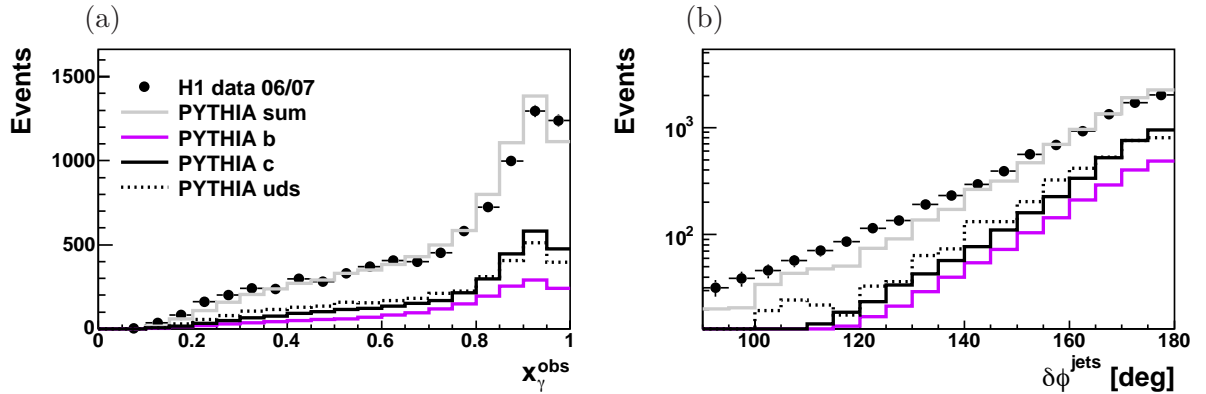 (a)
Events
1500
1000
500
0
0
0.2
0.4
0.6
0.8
1
x_γ^obs
H1 data 06/07
PYTHIA sum
PYTHIA b
PYTHIA c
PYTHIA uds
(b)
Events
10^3
10^2
100
120
140
160
180
δϕ^jets [deg]